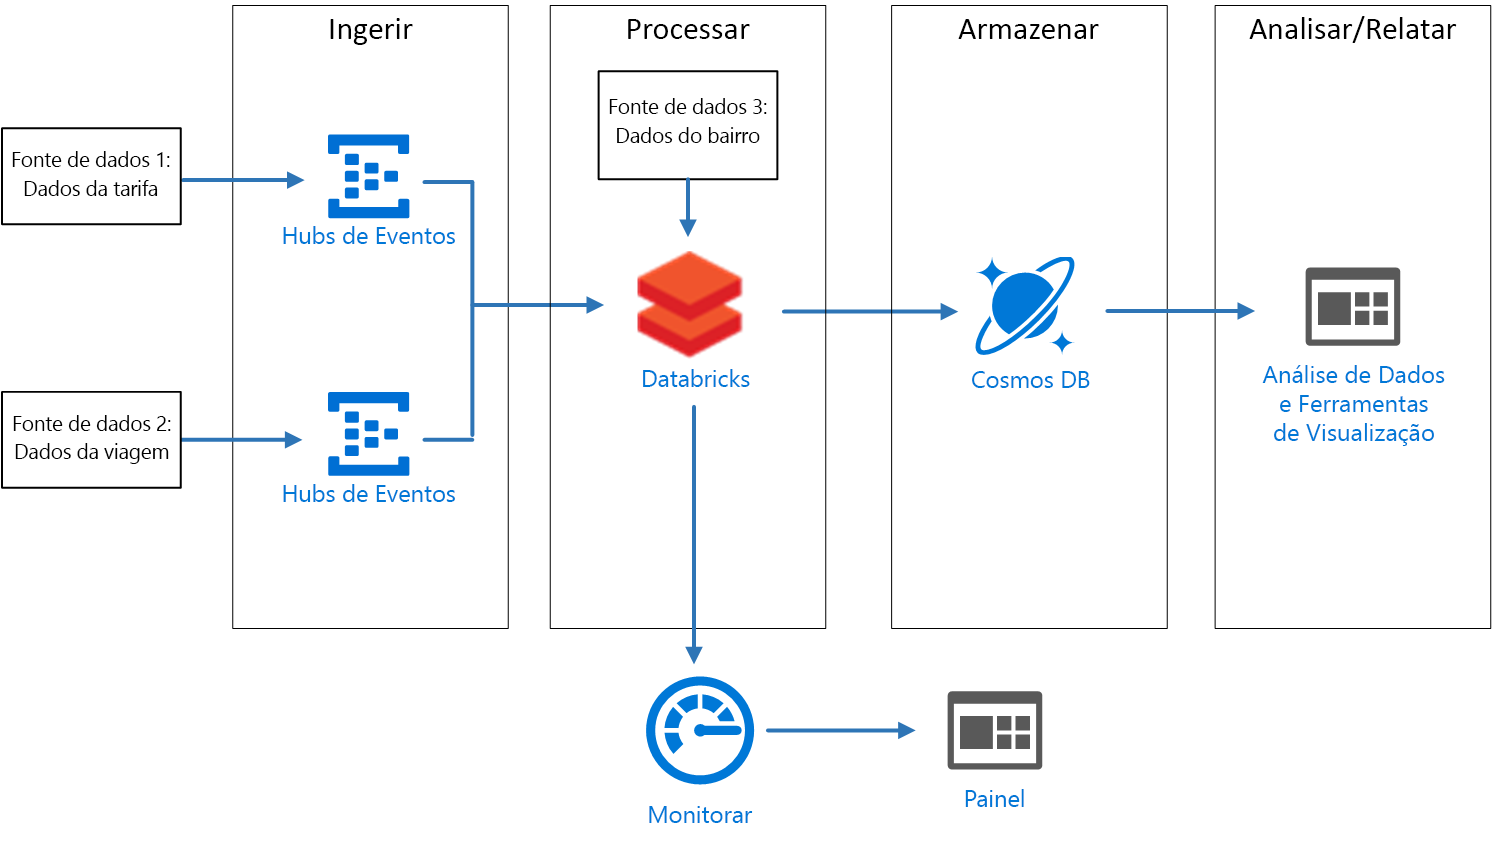 Ingerir
Processar
Armazenar
Analisar/Relatar
Fonte de dados 1:
Dados da tarifa
Hubs de Eventos
Fonte de dados 2:
Dados da viagem
Hubs de Eventos
Fonte de dados 3:
Dados do bairro
Databricks
Cosmos DB
Análise de Dados
e Ferramentas
de Visualização
Monitorar
Painel